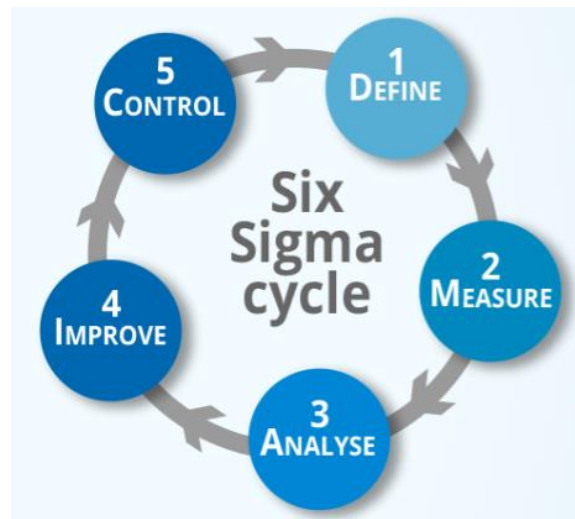 1
DEFINE
2
MEASURE
3
ANALYSE
4
IMPROVE
5
CONTROL
Six
Sigma
cycle